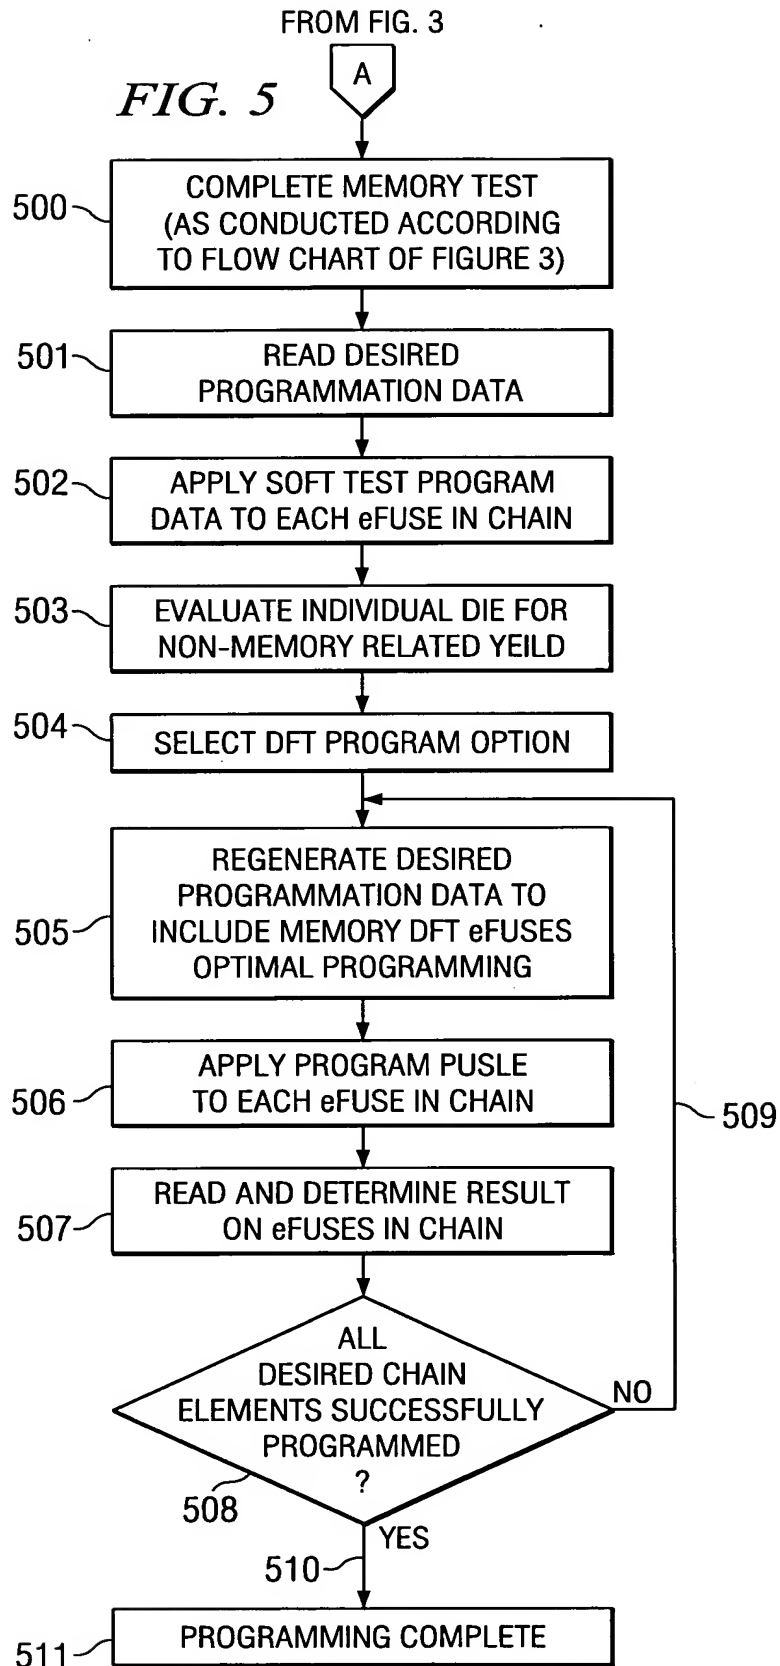 FROM FIG. 3
A
FIG. 5
500
COMPLETE MEMORY TEST
(AS CONDUCTED ACCORDING
TO FLOW CHART OF FIGURE 3)
501
READ DESIRED
PROGRAMMATION DATA
502
APPLY SOFT TEST PROGRAM
DATA TO EACH eFUSE IN CHAIN
503
EVALUATE INDIVIDUAL DIE FOR
NON-MEMORY RELATED YEILD
504
SELECT DFT PROGRAM OPTION
505
REGENERATE DESIRED
PROGRAMMATION DATA TO
INCLUDE MEMORY DFT eFUSES
OPTIMAL PROGRAMMING
506
APPLY PROGRAM PUSLE
TO EACH eFUSE IN CHAIN
509
507
READ AND DETERMINE RESULT
ON eFUSES IN CHAIN
ALL
DESIRED CHAIN
ELEMENTS SUCCESSFULLY
PROGRAMMED
?
NO
508
YES
510
511
PROGRAMMING COMPLETE